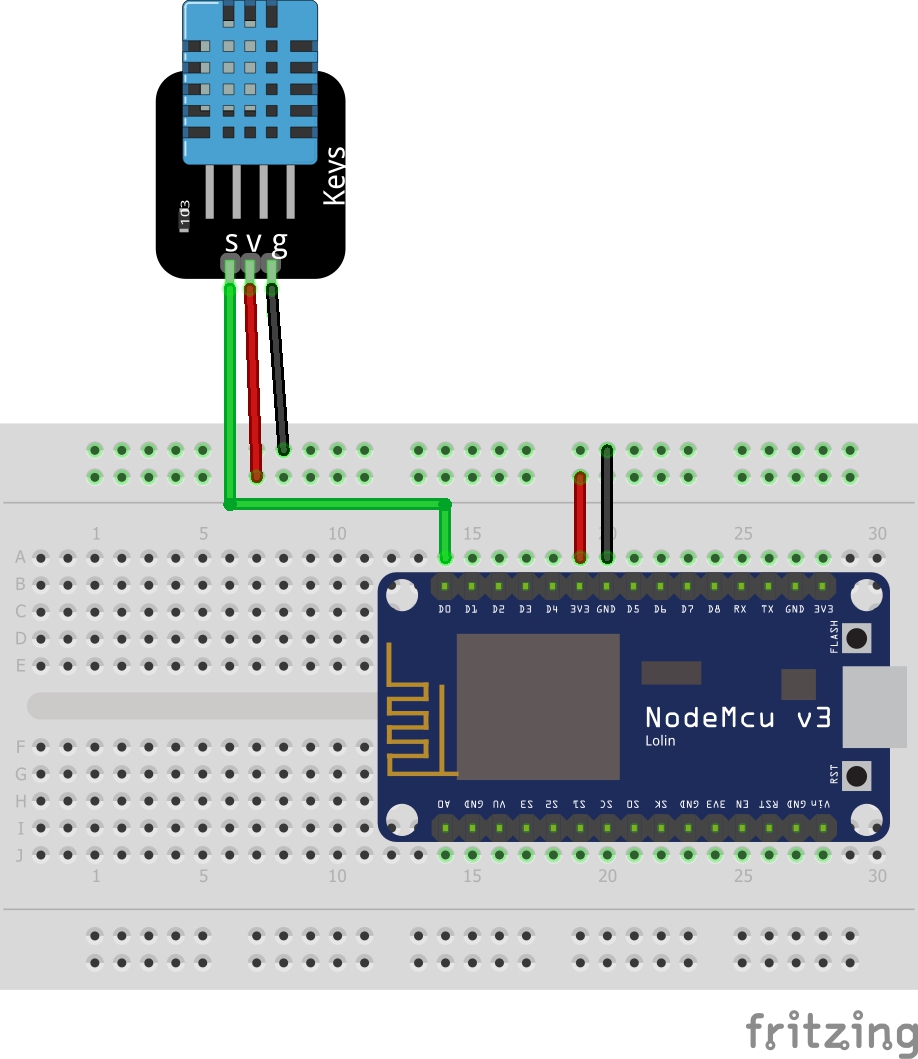 Keys
103
s v g
1 5 10 15 20 25 30
A
B
C
D
E
D0 D1 D2 D3 D4 3V3 GND D5 D6 D7 D8 RX TX GND 3V3
FLASH
NodeMcu v3
Lolin
RST
F
G
H
I
J
A0 GND VU S3 S2 S1 SC SO SK GND 3V3 EN RST GND Vin
1 5 10 15 20 25 30
fritzing